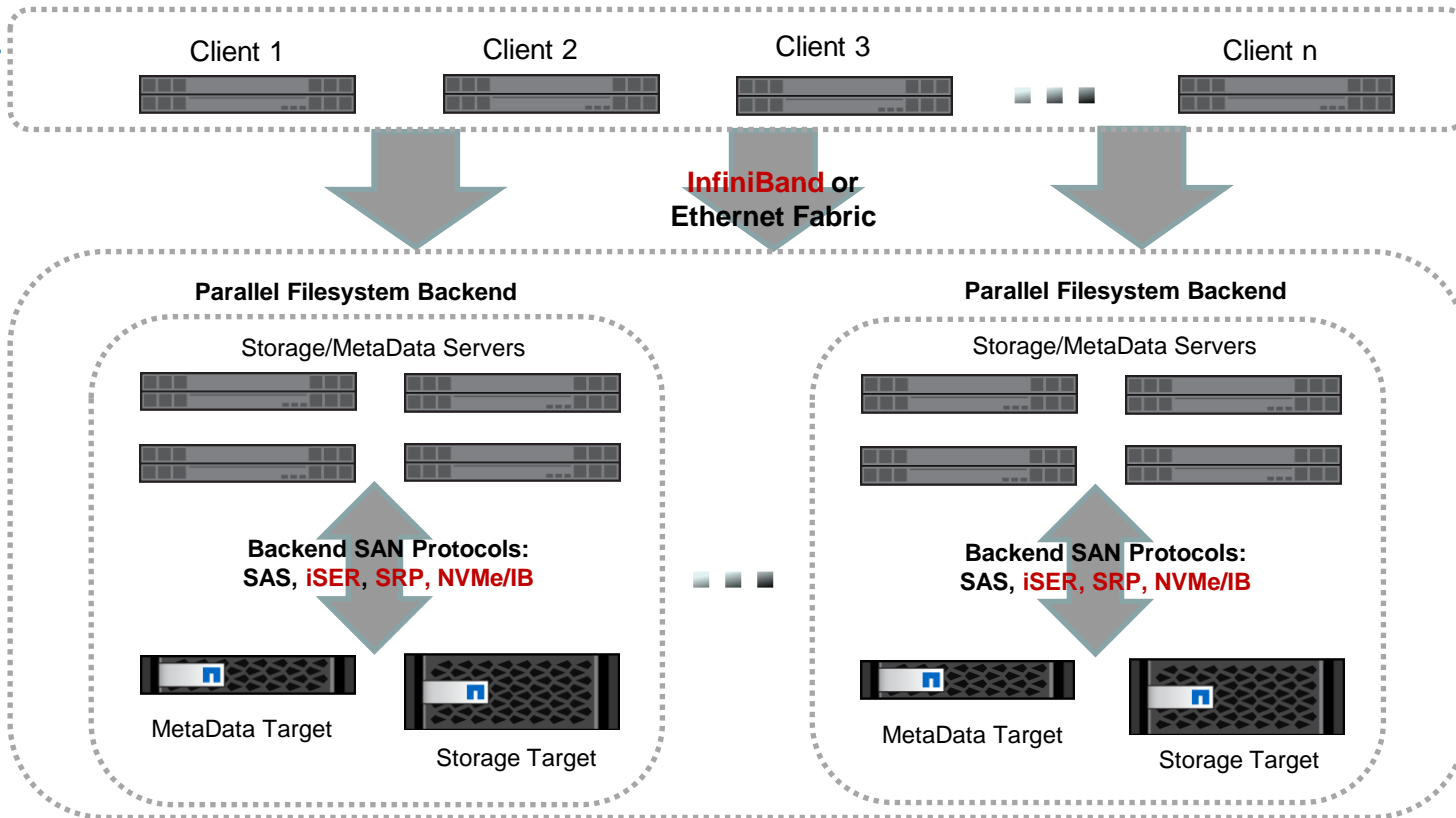 Client 1
Client 2
Client 3
Client n
InfiniBand or
Ethernet Fabric
Parallel Filesystem Backend
Storage/MetaData Servers
Backend SAN Protocols:
SAS, iSER, SRP, NVMe/IB
MetaData Target
Storage Target
Parallel Filesystem Backend
Storage/MetaData Servers
Backend SAN Protocols:
SAS, iSER, SRP, NVMe/IB
MetaData Target
Storage Target